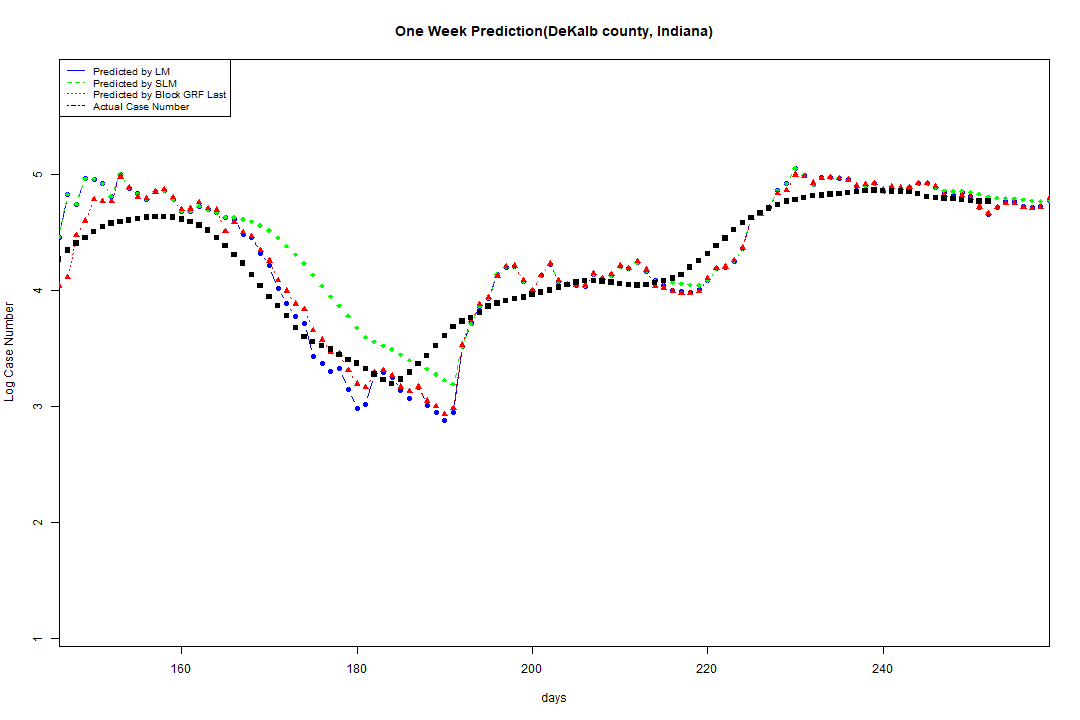 One Week Prediction(DeKalb county, Indiana)
Predicted by LM
Predicted by SLM
Predicted by Block GRF Last
Actual Case Number
5
4
3
2
1
Log Case Number
160 180 200 220 240
days